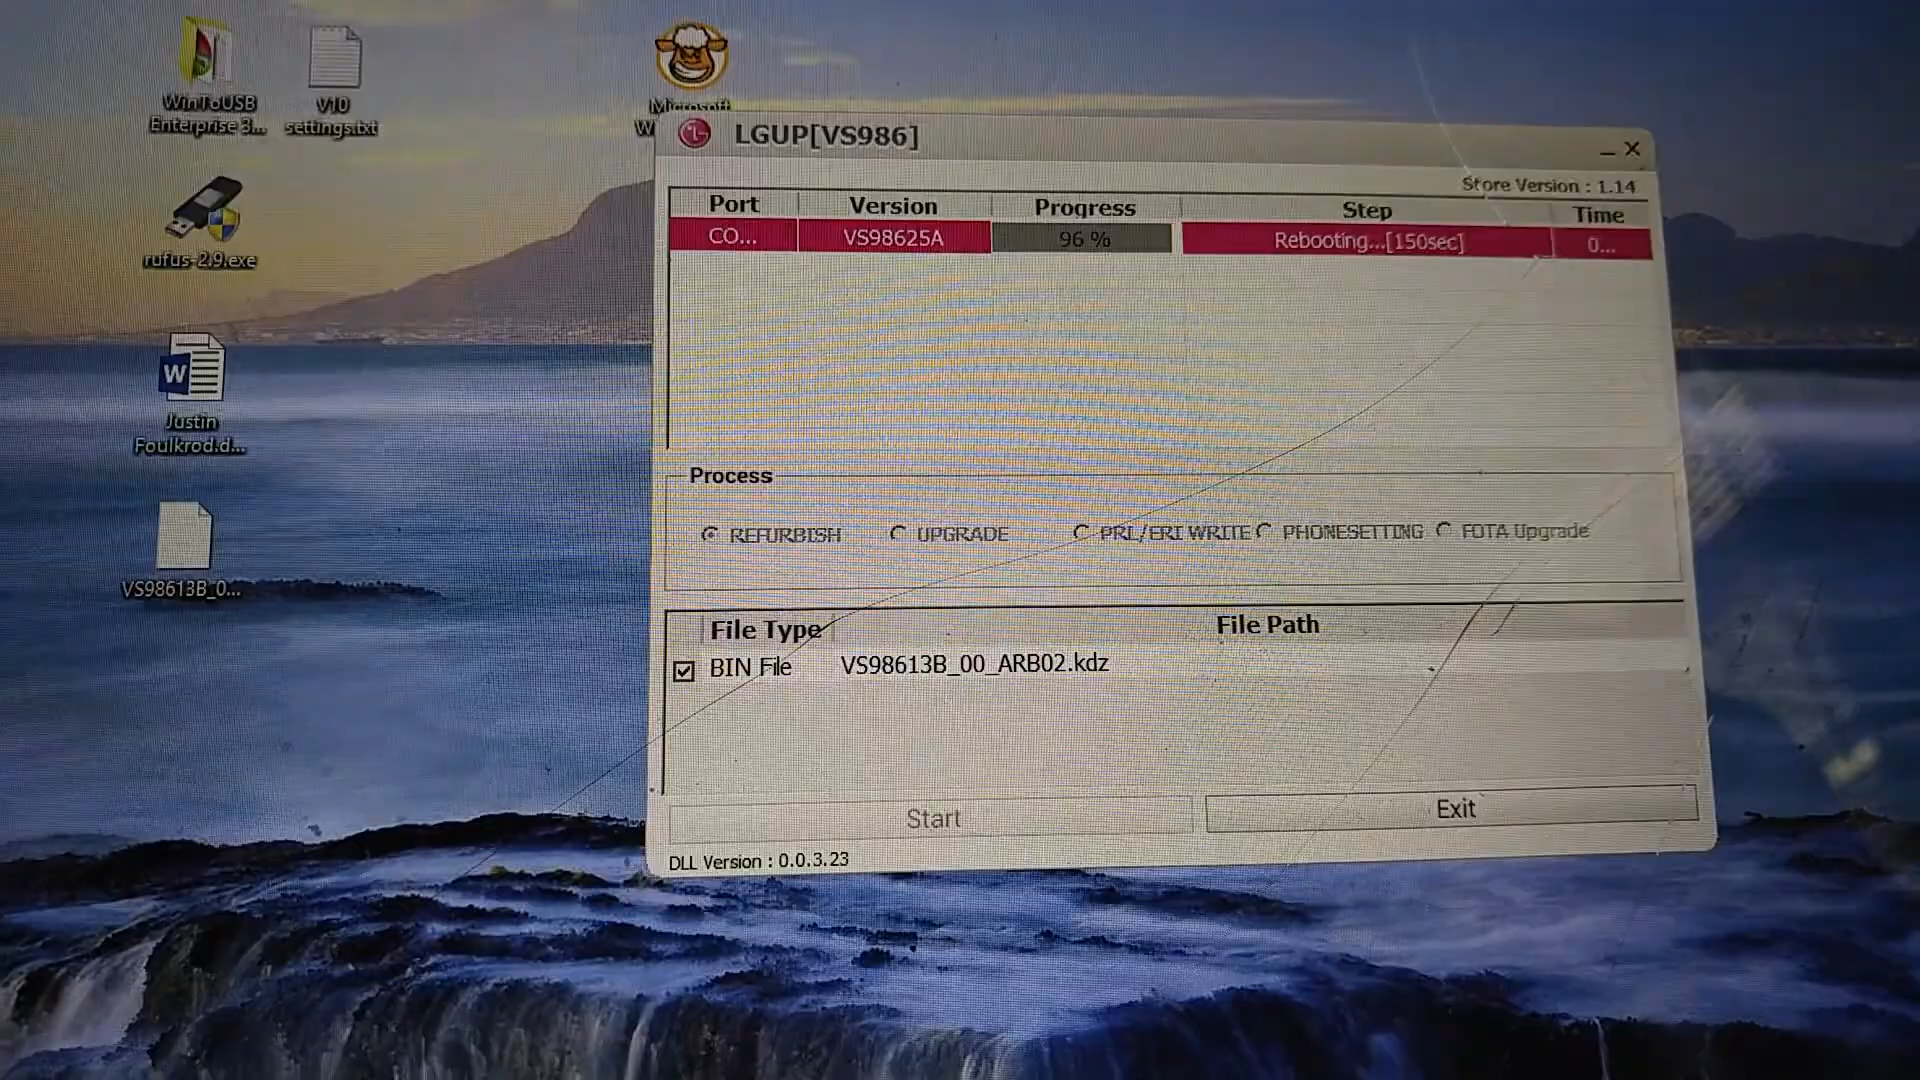 WinToUSB
Enterprise 3...
V10
settings.txt
Microsoft
W
rufus-2.9.exe
Justin
Foulkrod.d...
VS98613B_0...
LGUP[VS986]
Store Version : 1.14
Port Version Progress Step Time
CO... VS98625A 96 % Rebooting...[150sec] 0...
Process
REFURBISH UPGRADE PRL/ERI WRITE PHONESETTING FOTA Upgrade
File Type File Path
BIN File VS98613B_00_ARB02.kdz
Start Exit
DLL Version : 0.0.3.23